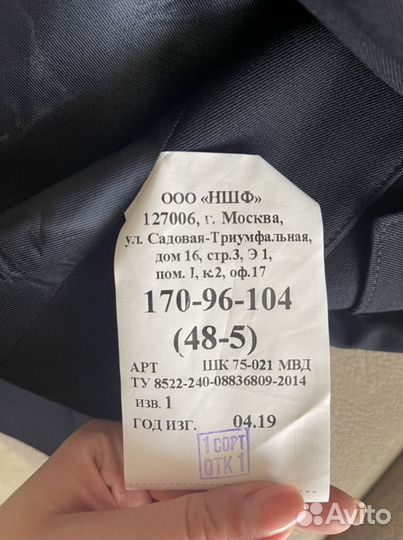 ООО «НШФ»
127006, г. Москва,
ул. Садовая-Триумфальная,
дом 16, стр.3, Э 1,
пом. I, к.2, оф.17
170-96-104
(48-5)
АРТ ШК 75-021 МВД
ТУ 8522-240-08836809-2014
изв. 1
ГОД ИЗГ. 04.19
1 СОРТ
ОТК 1
Avito